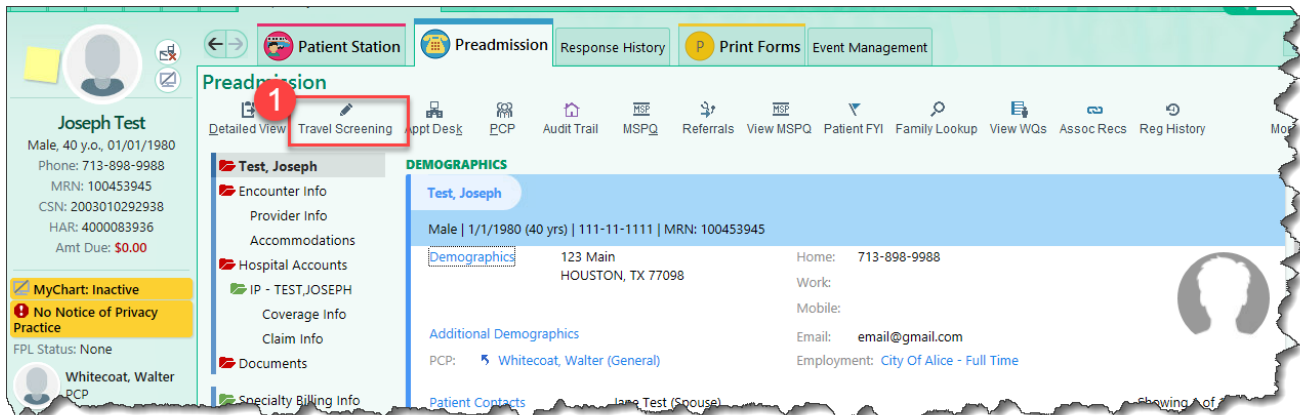 Patient Station
Preadmission
Response History
P Print Forms
Event Management
Preadmission
1
Detailed View
Travel Screening
Appt Desk
PCP
Audit Trail
MSP
MSPQ
Referrals
MSP
View MSPQ
Patient FYI
Family Lookup
View WQs
Assoc Recs
Reg History
Joseph Test
Male, 40 y.o., 01/01/1980
Phone: 713-898-9988
MRN: 100453945
CSN: 2003010292938
HAR: 4000083936
Amt Due: $0.00
MyChart: Inactive
No Notice of Privacy
Practice
FPL Status: None
Whitecoat, Walter
PCP
Test, Joseph
Encounter Info
Provider Info
Accommodations
Hospital Accounts
IP - TEST,JOSEPH
Coverage Info
Claim Info
Documents
Specialty Billing Info
DEMOGRAPHICS
Test, Joseph
Male | 1/1/1980 (40 yrs) | 111-11-1111 | MRN: 100453945
Demographics 123 Main Home: 713-898-9988
HOUSTON, TX 77098 Work:
Mobile:
Additional Demographics Email: email@gmail.com
PCP: Whitecoat, Walter (General) Employment: City Of Alice - Full Time
Patient Contacts Jane Test (Spouse) Showing of